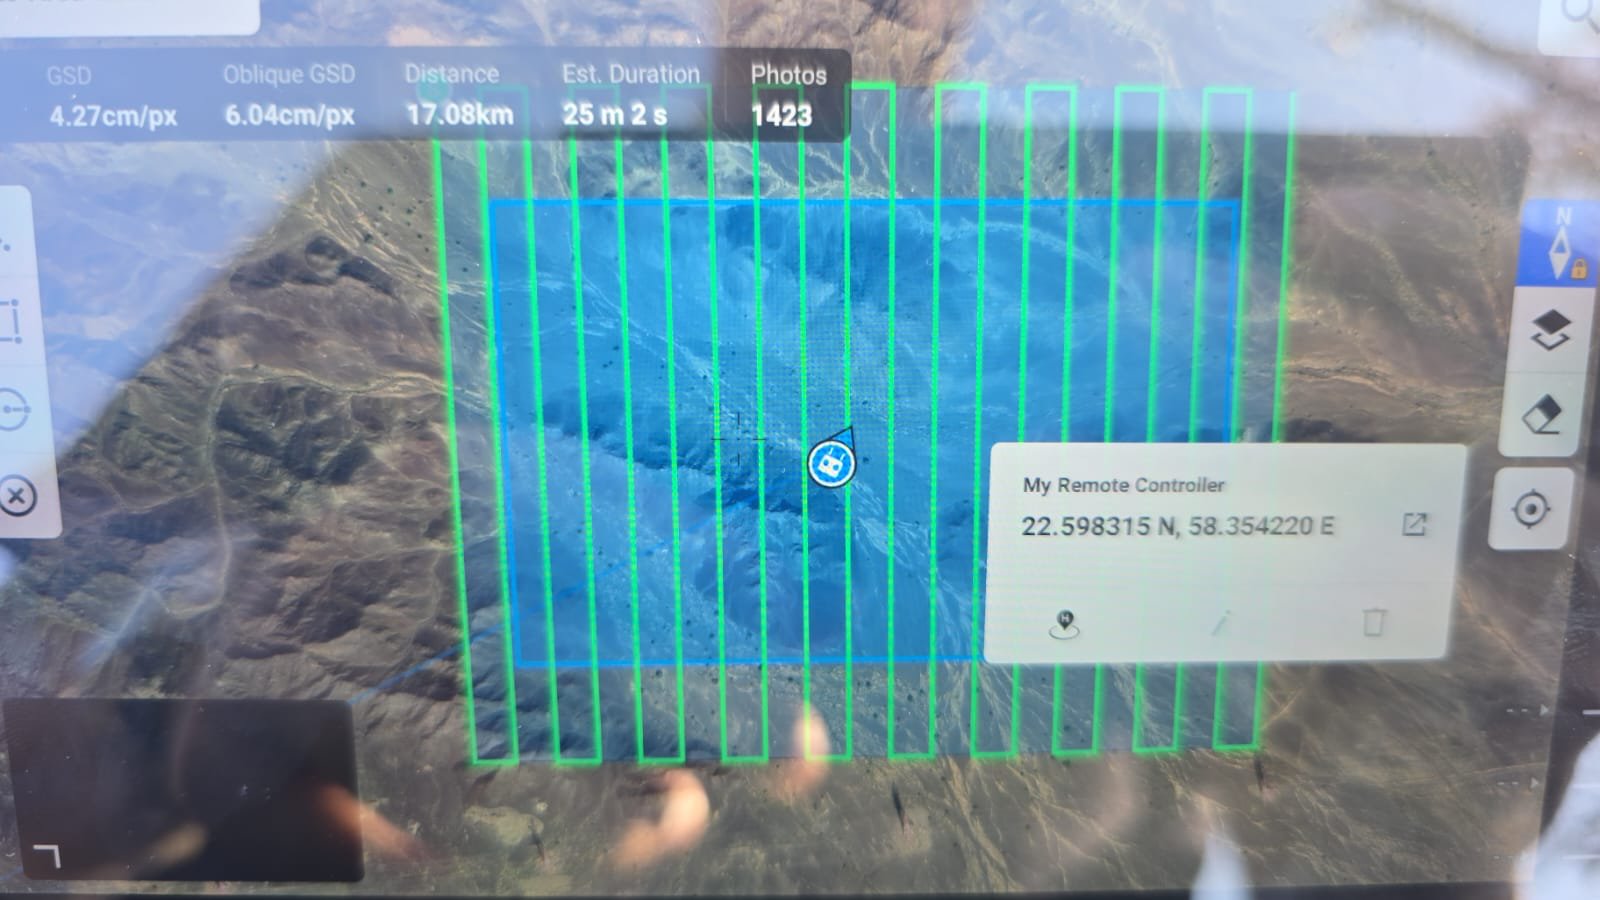 GSD
4.27cm/px
Oblique GSD
6.04cm/px
Distance
17.08km
Est. Duration
25 m 2 s
Photos
1423
N
My Remote Controller
22.598315 N, 58.354220 E
H